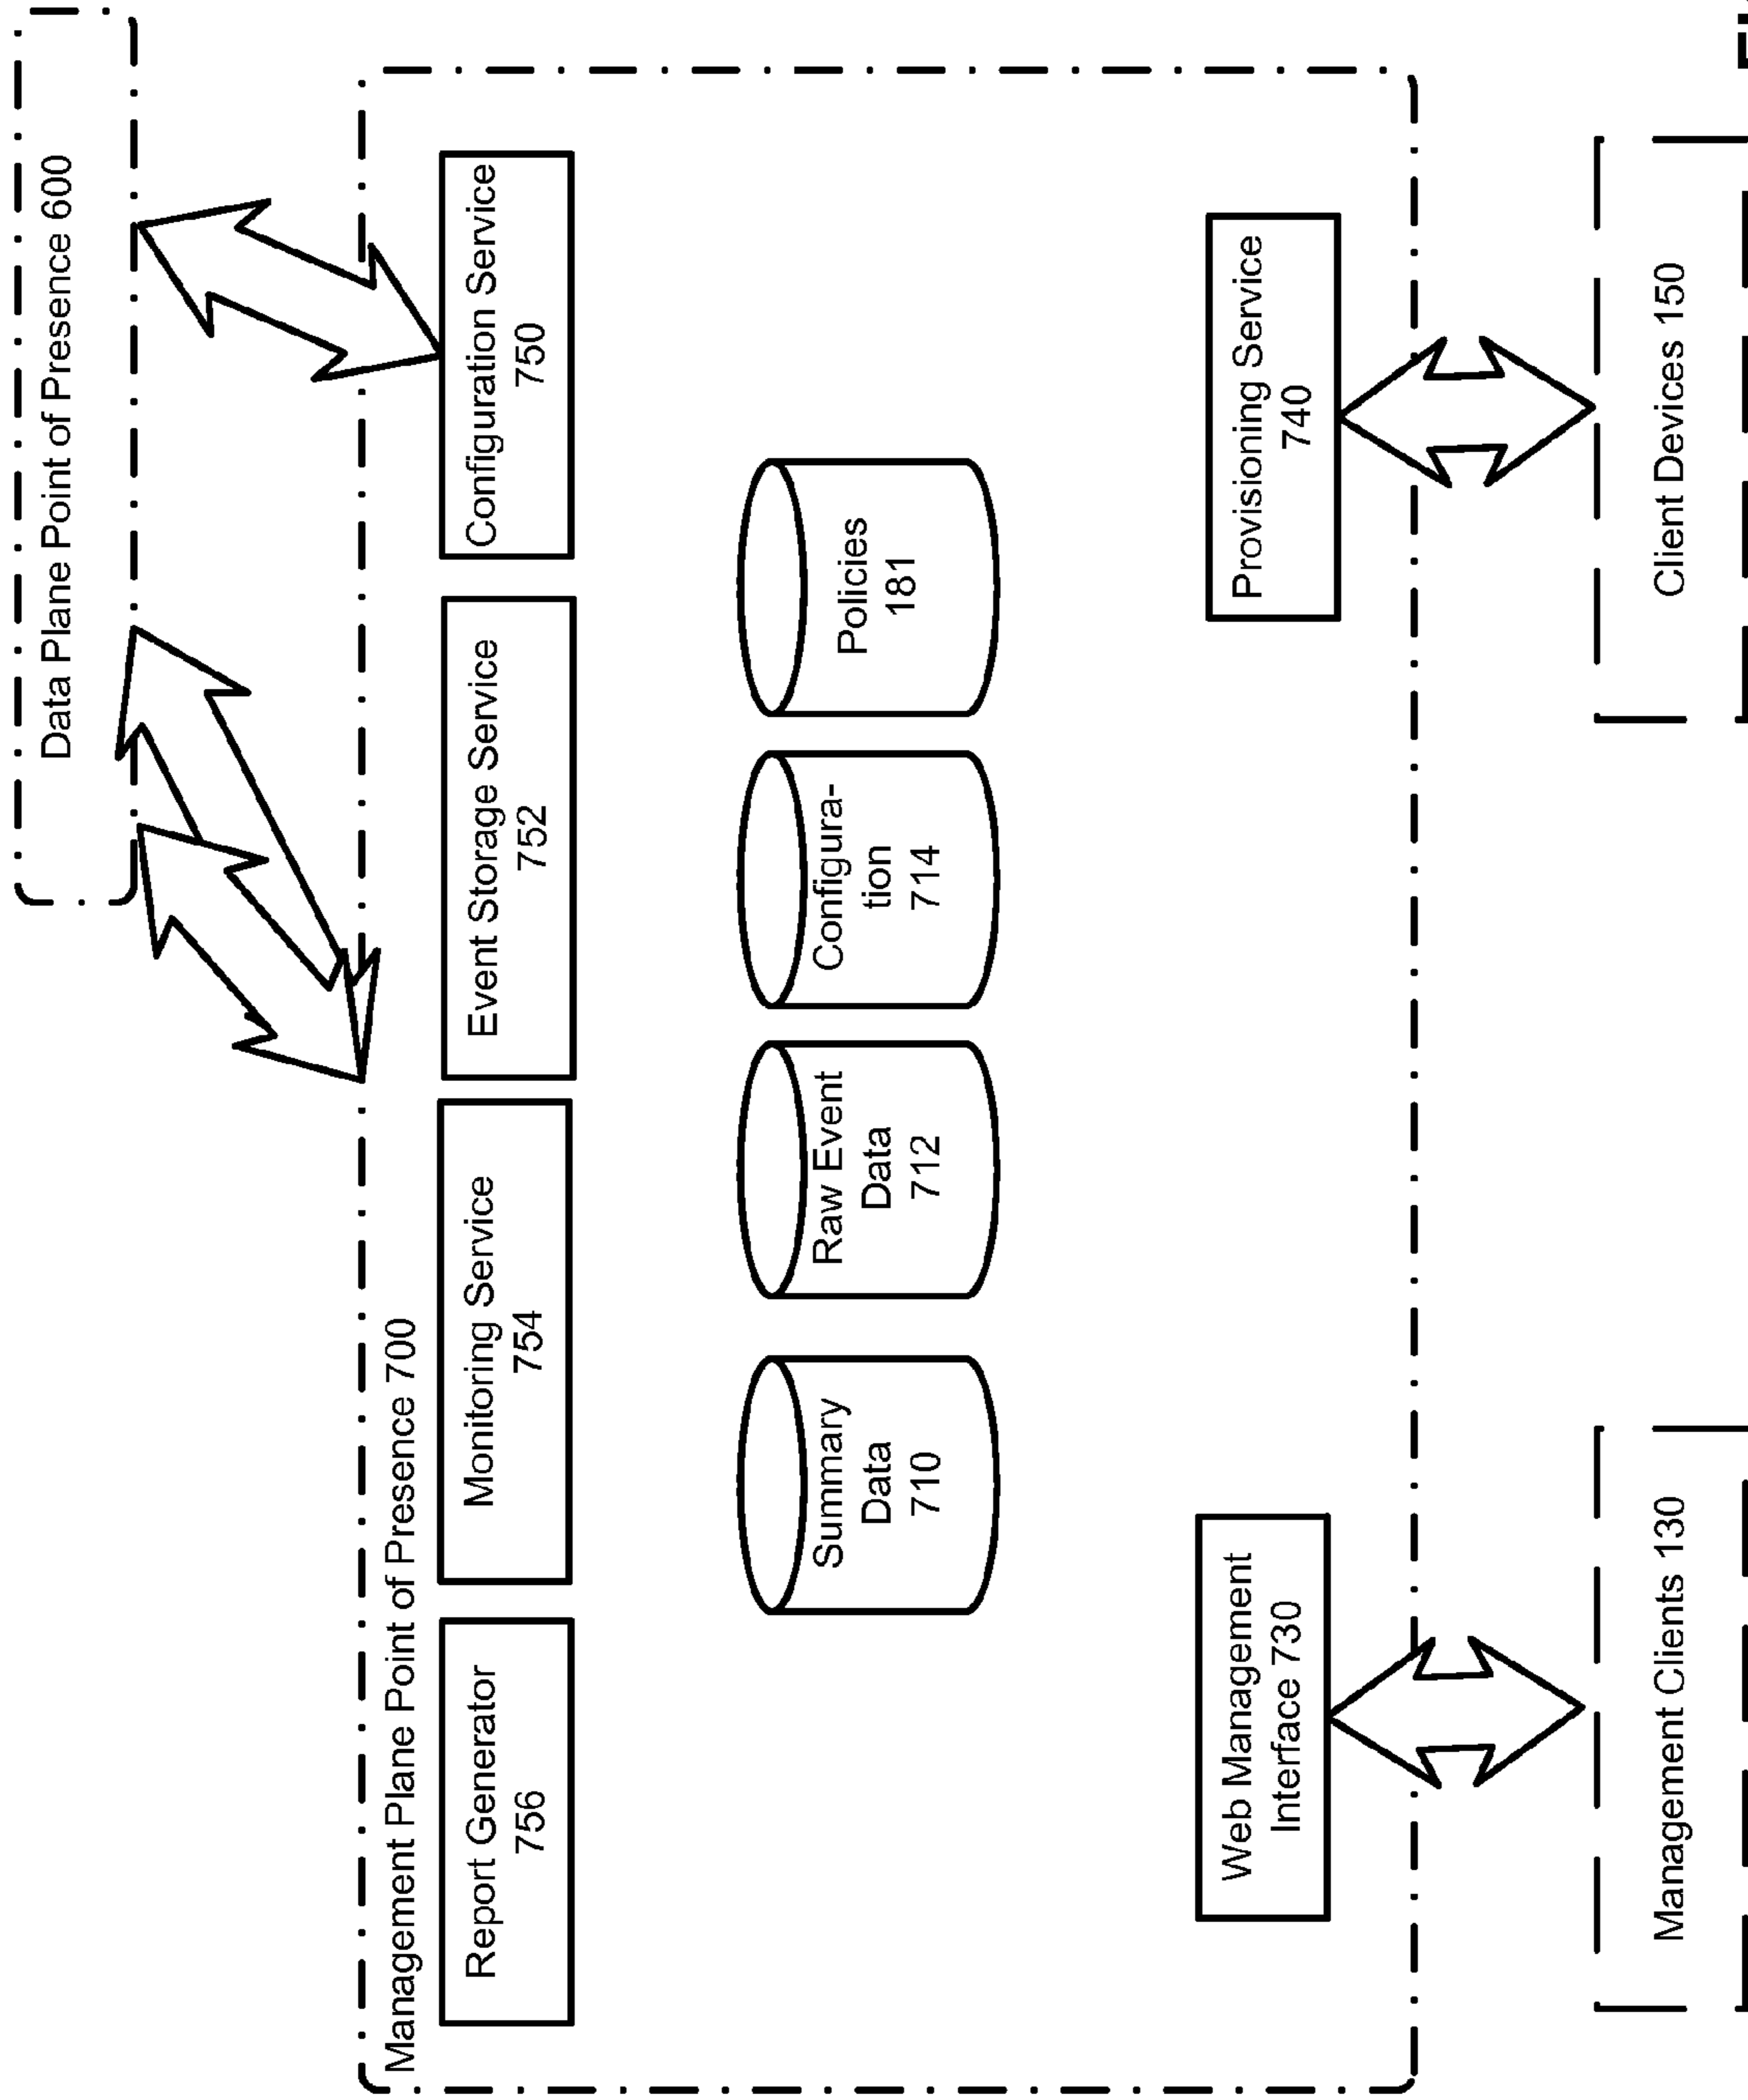 Data Plane Point of Presence 600
Management Plane Point of Presence 700
Report Generator
756
Monitoring Service
754
Event Storage Service
752
Configuration Service
750
Summary
Data
710
Raw Event
Data
712
Configura-
tion
714
Policies
181
Web Management
Interface 730
Provisioning Service
740
Management Clients 130
Client Devices 150